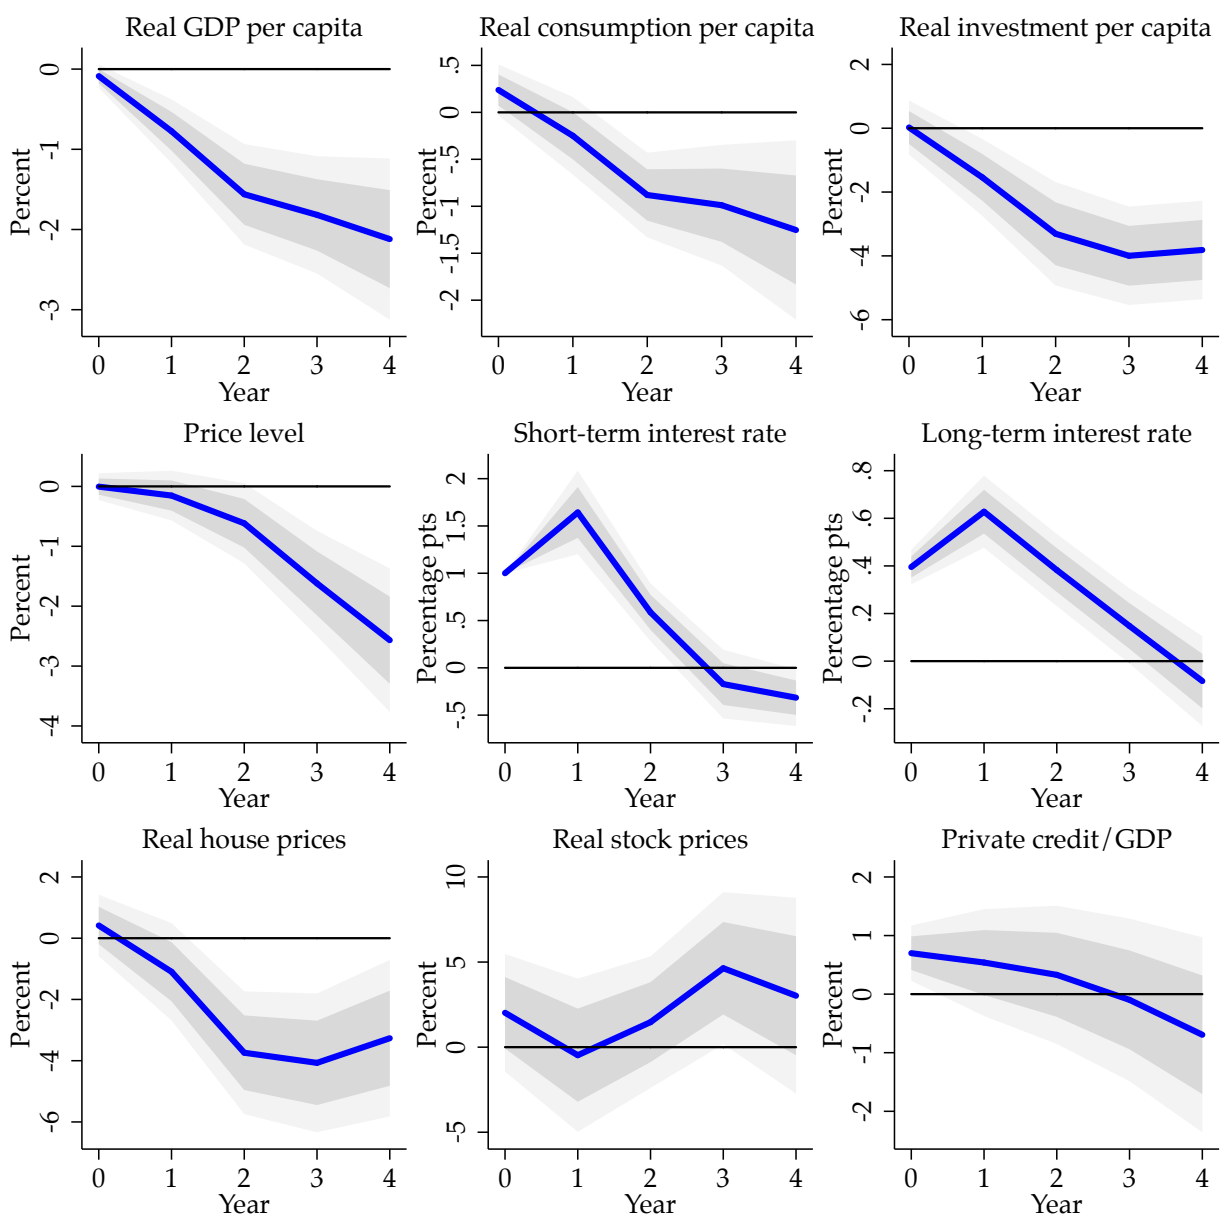 Real GDP per capita
Percent
0
-1
-2
-3
0 1 2 3 4
Year
Real consumption per capita
Percent
.5
0
-.5
-1
-1.5
-2
0 1 2 3 4
Year
Real investment per capita
Percent
2
0
-2
-4
-6
0 1 2 3 4
Year
Price level
Percent
0
-1
-2
-3
-4
0 1 2 3 4
Year
Short-term interest rate
Percentage pts
2
1.5
1
.5
0
-.5
0 1 2 3 4
Year
Long-term interest rate
Percentage pts
.8
.6
.4
.2
0
-.2
0 1 2 3 4
Year
Real house prices
Percent
2
0
-2
-4
-6
0 1 2 3 4
Year
Real stock prices
Percent
10
5
0
-5
0 1 2 3 4
Year
Private credit/GDP
Percent
2
1
0
-1
-2
0 1 2 3 4
Year